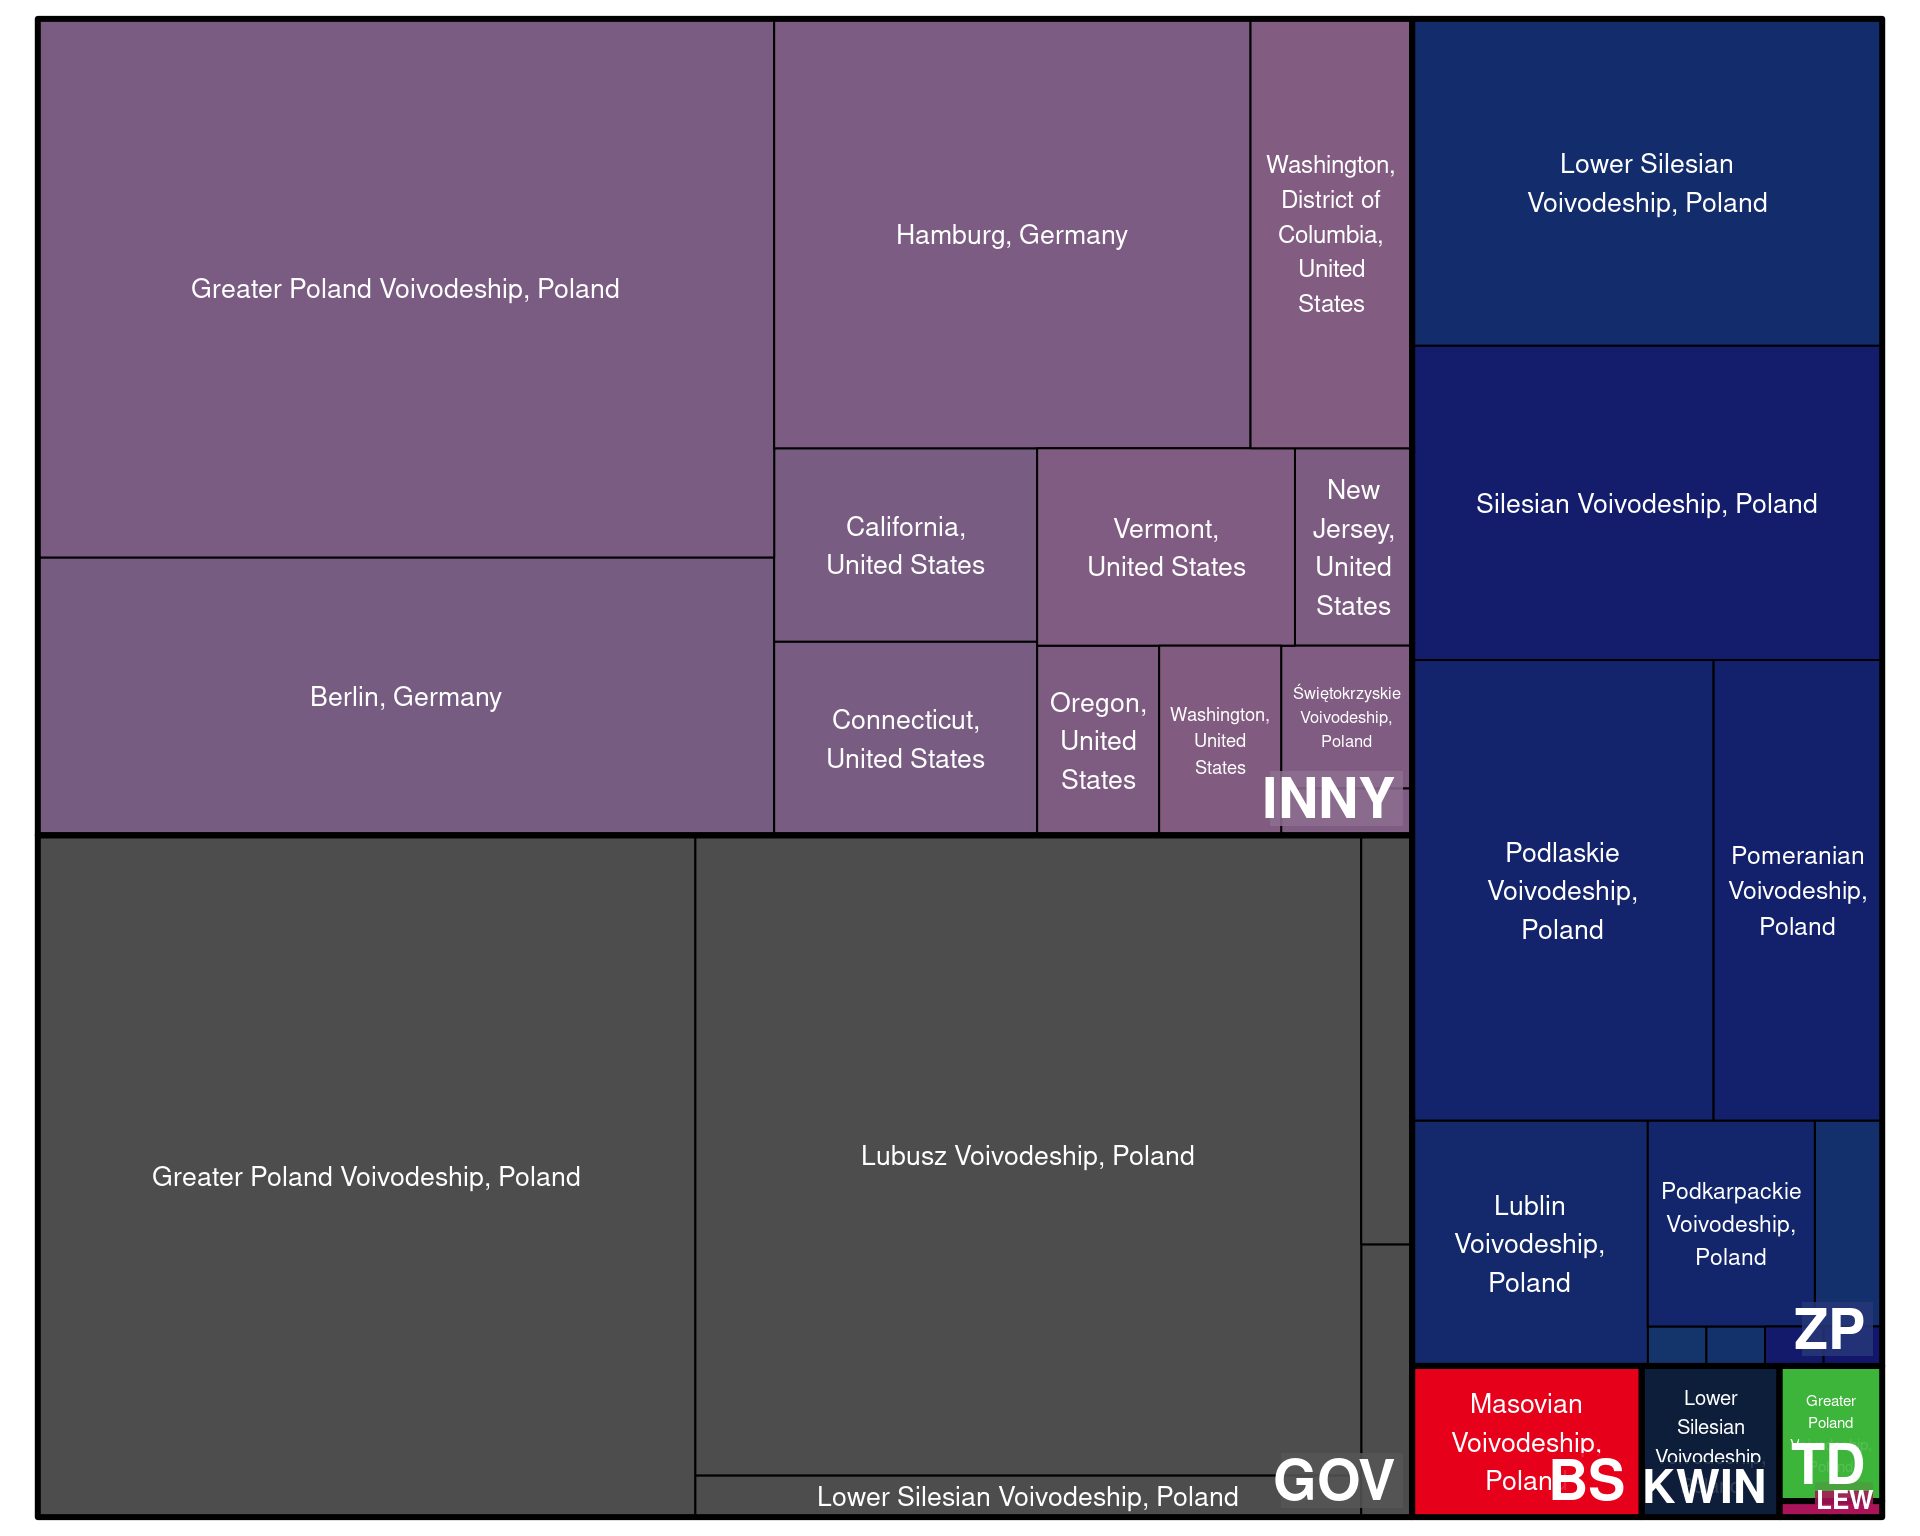 Greater Poland Voivodeship, Poland
Berlin, Germany
Hamburg, Germany
Washington,
District of
Columbia,
United
States
California,
United States
Connecticut,
United States
Vermont,
United States
New
Jersey,
United
States
Oregon,
United
States
Washington,
United
States
Świętokrzyskie
Voivodeship,
Poland
INNY
Greater Poland Voivodeship, Poland
Lubusz Voivodeship, Poland
Lower Silesian Voivodeship, Poland
GOV
Lower Silesian
Voivodeship, Poland
Silesian Voivodeship, Poland
Podlaskie
Voivodeship,
Poland
Pomeranian
Voivodeship,
Poland
Lublin
Voivodeship,
Poland
Podkarpackie
Voivodeship,
Poland
ZP
Masovian
Voivodeship,
Poland
BS
Lower
Silesian
Voivodeship,
KWIN
Greater
Poland
TD
LEW